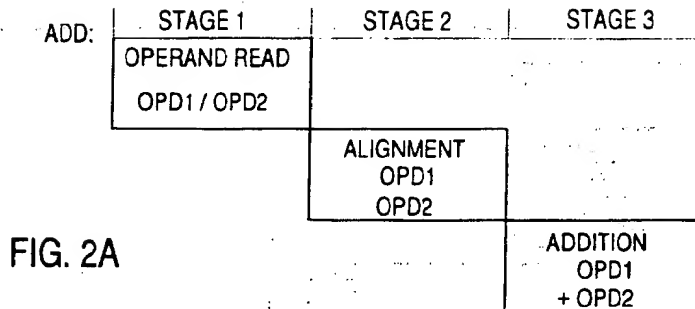 ADD: STAGE 1 STAGE 2 STAGE 3
OPERAND READ
OPD1 / OPD2
ALIGNMENT
OPD1
OPD2
FIG. 2A
ADDITION
OPD1
+ OPD2